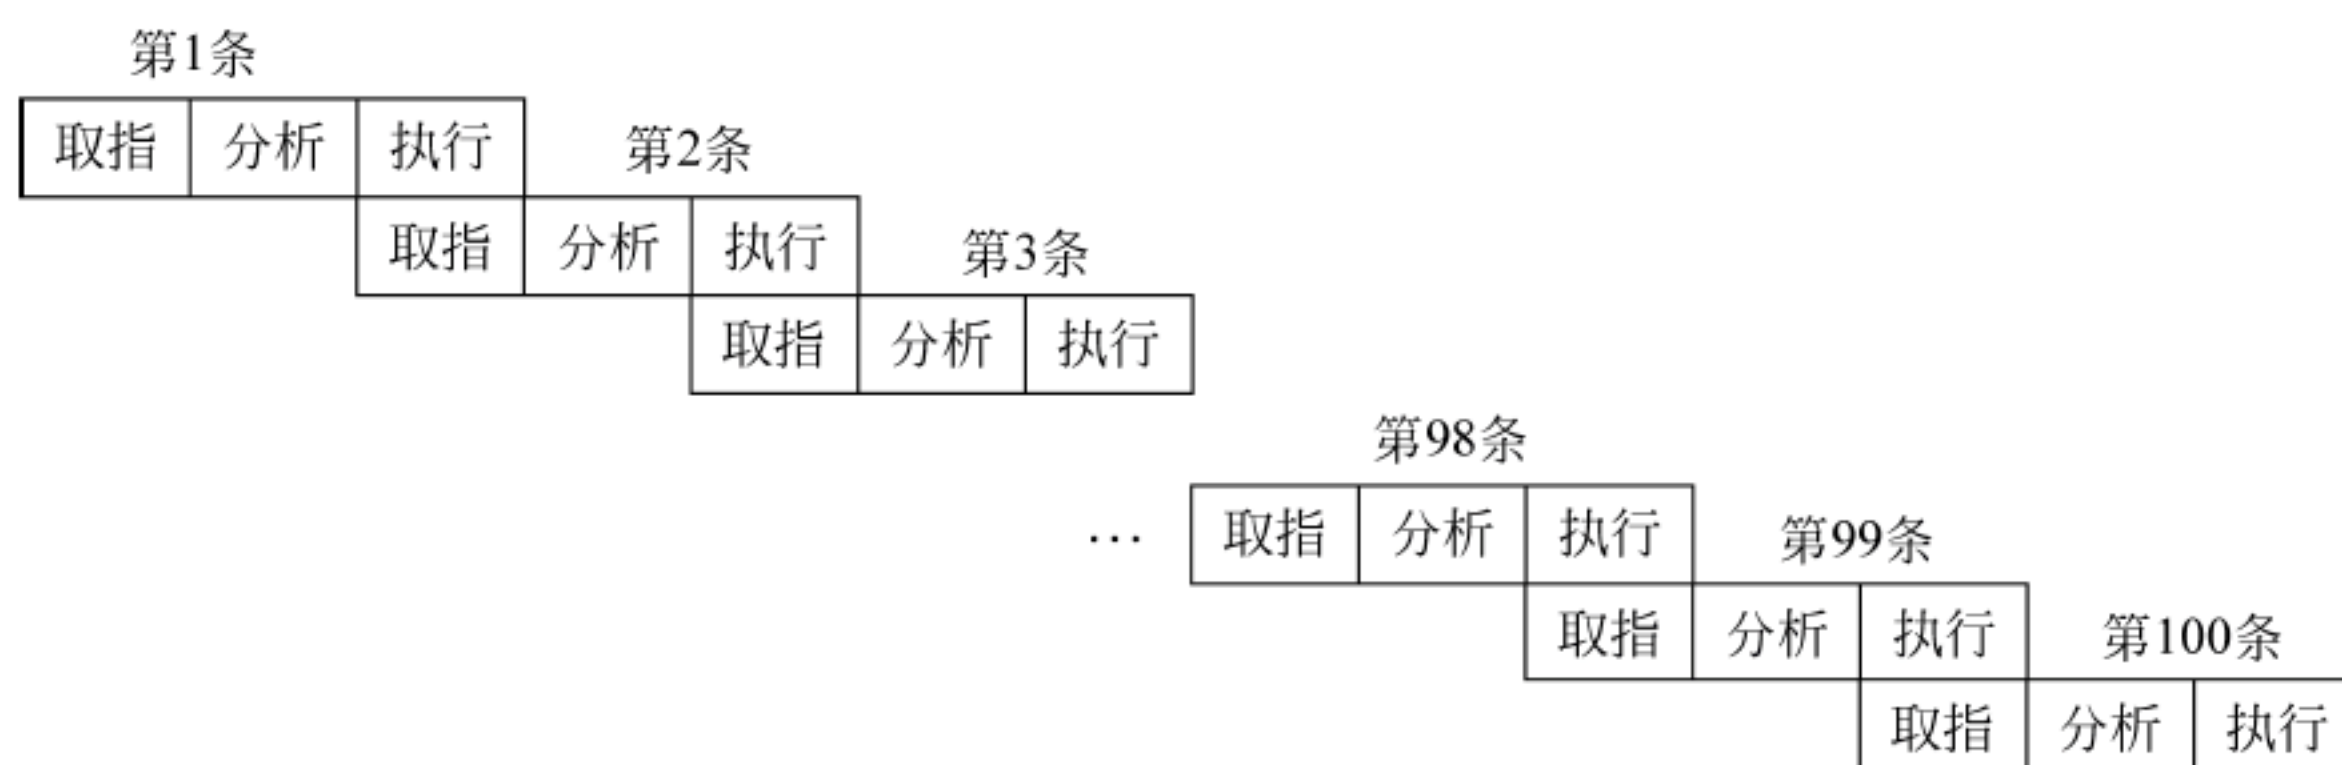 第1条
取指 分析 执行 第2条
取指 分析 执行 第3条
取指 分析 执行
第98条
… 取指 分析 执行 第99条
取指 分析 执行 第100条
取指 分析 执行